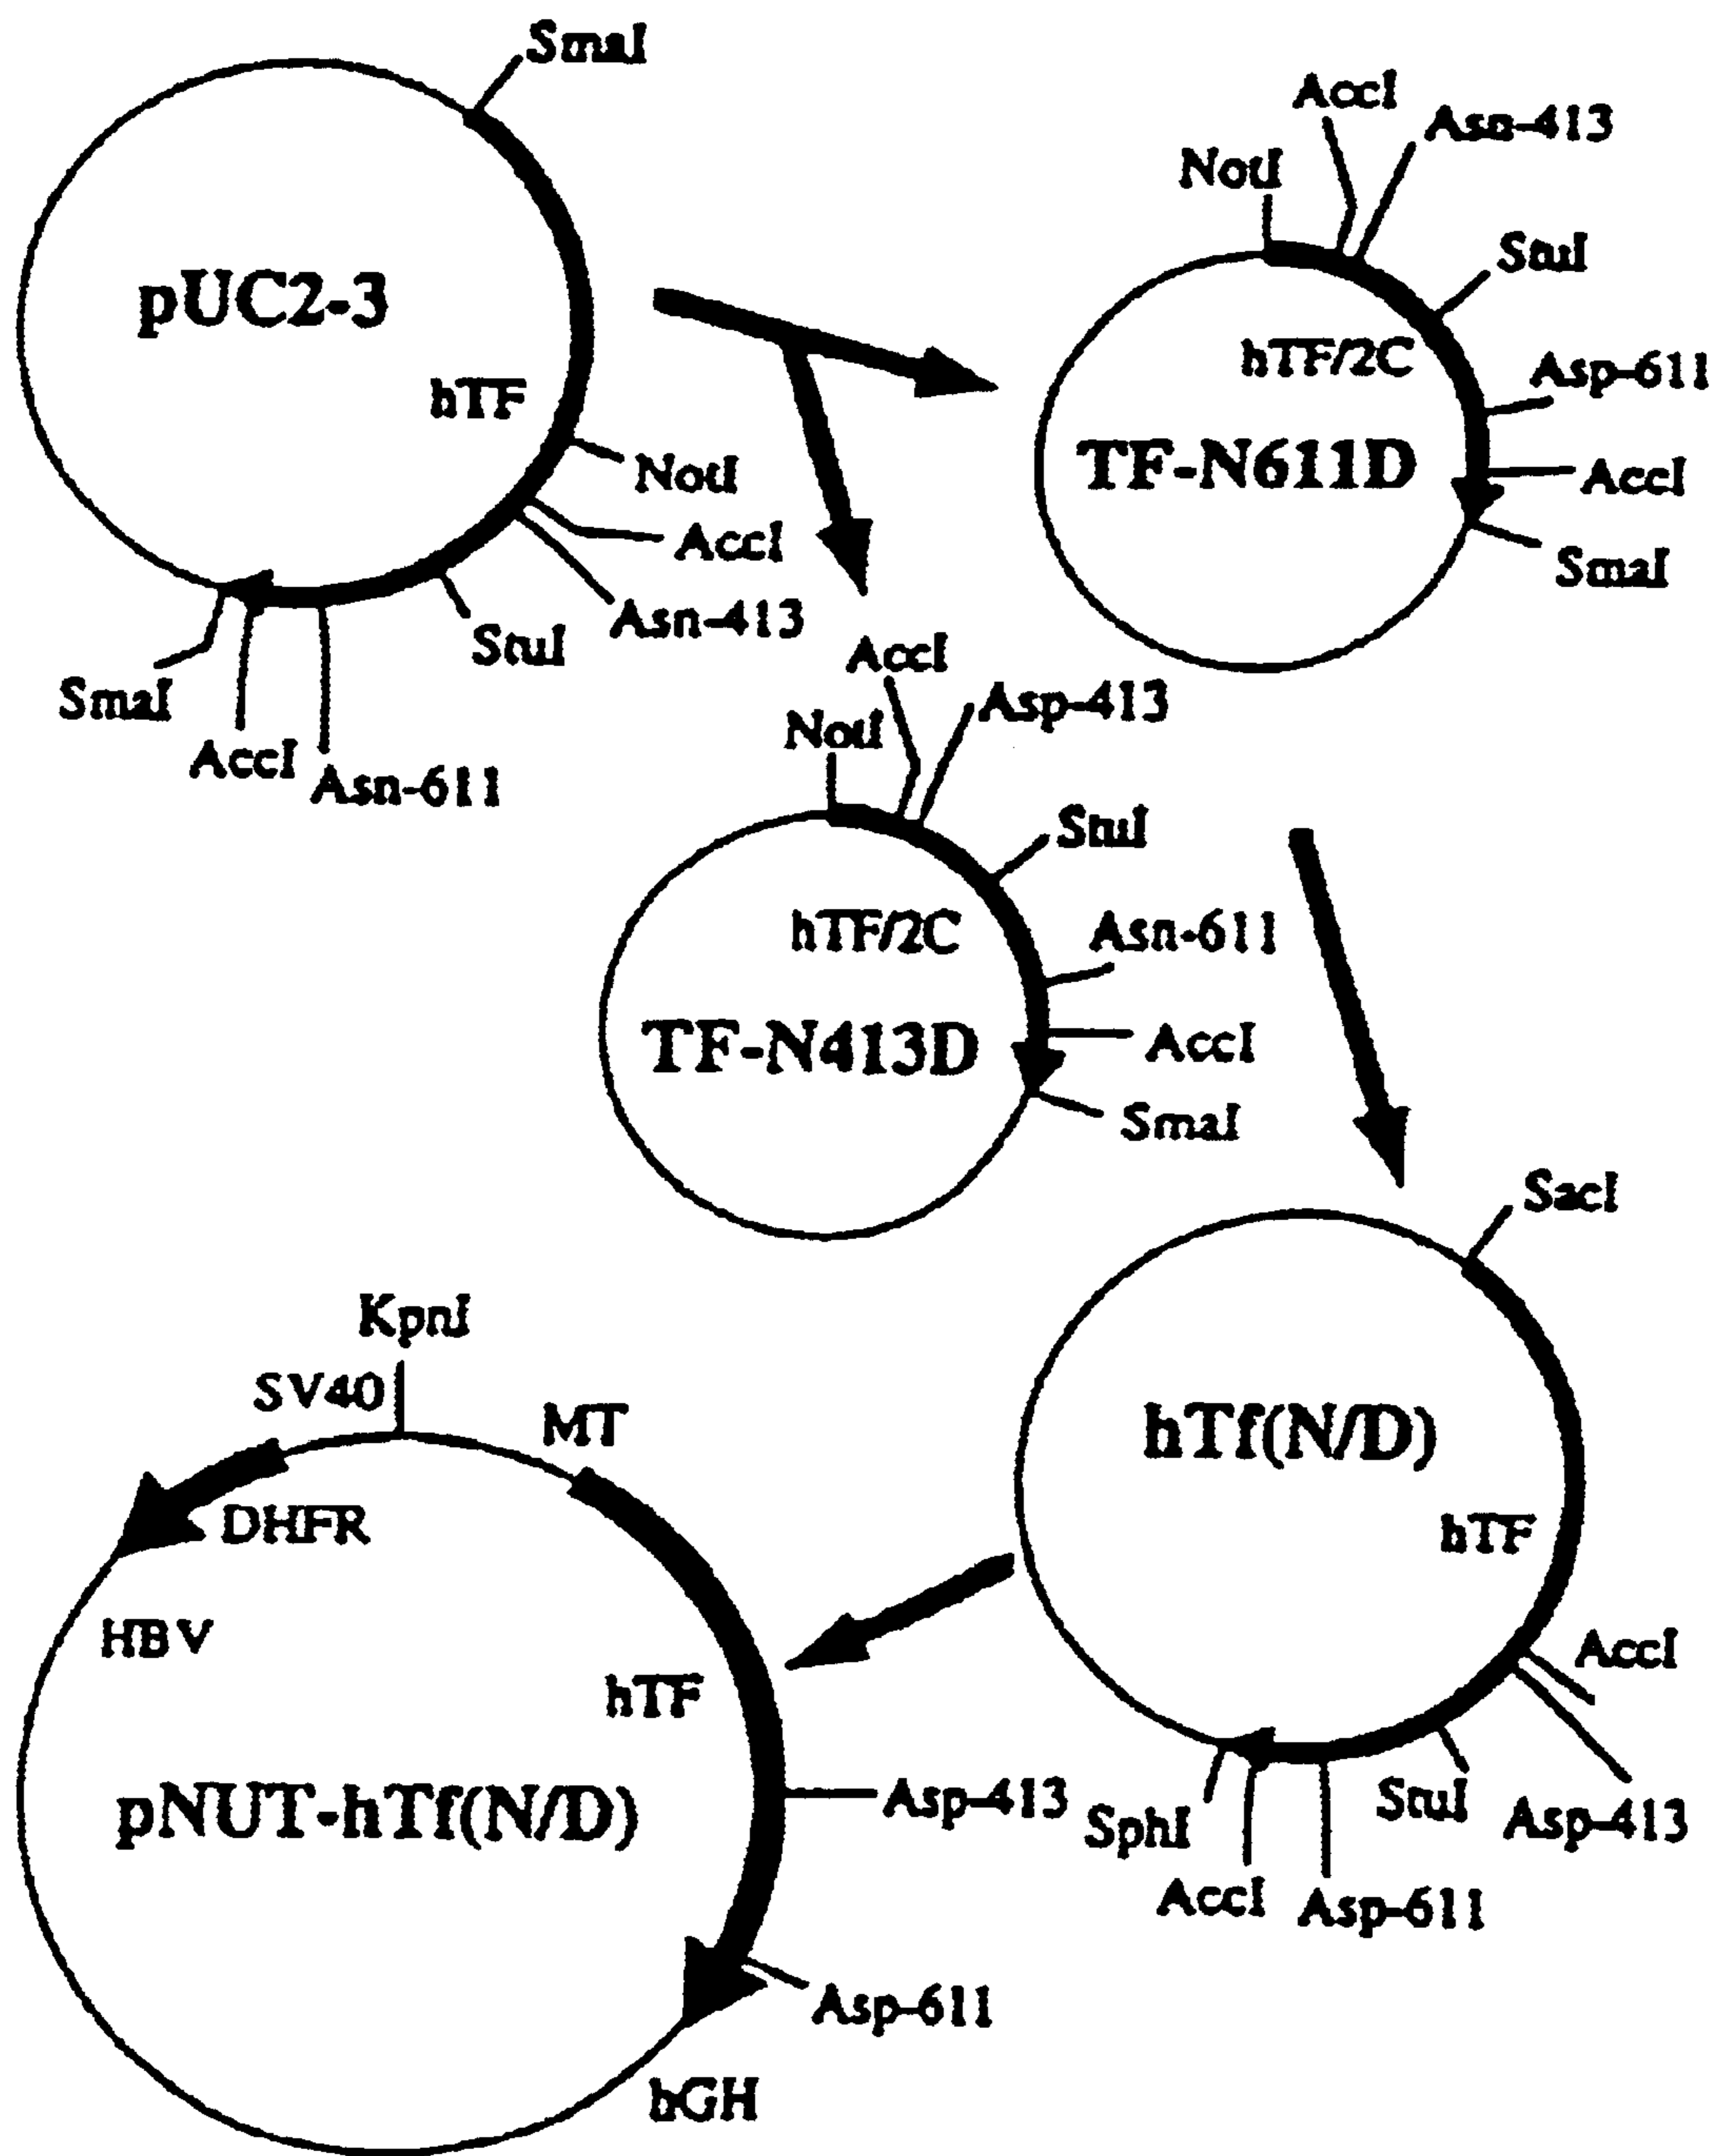 SmaI
pUC2-3
hTF
NotI
AccI
Asn-413
StuI
SmaI
AccI
Asn-611
AccI
Asn-413
NotI
StuI
hTF/2C
Asp-611
TF-N611D
AccI
SmaI
AccI
Asp-413
NotI
StuI
hTF/2C
Asn-611
TF-N413D
AccI
SmaI
SacI
hTf(N/D)
hTF
AccI
StuI
Asp-413
SphI
AccI
Asp-611
KpnI
SV40
MT
DHFR
HBV
hTF
pNUT-hTf(N/D)
Asp-413
Asp-611
hGH